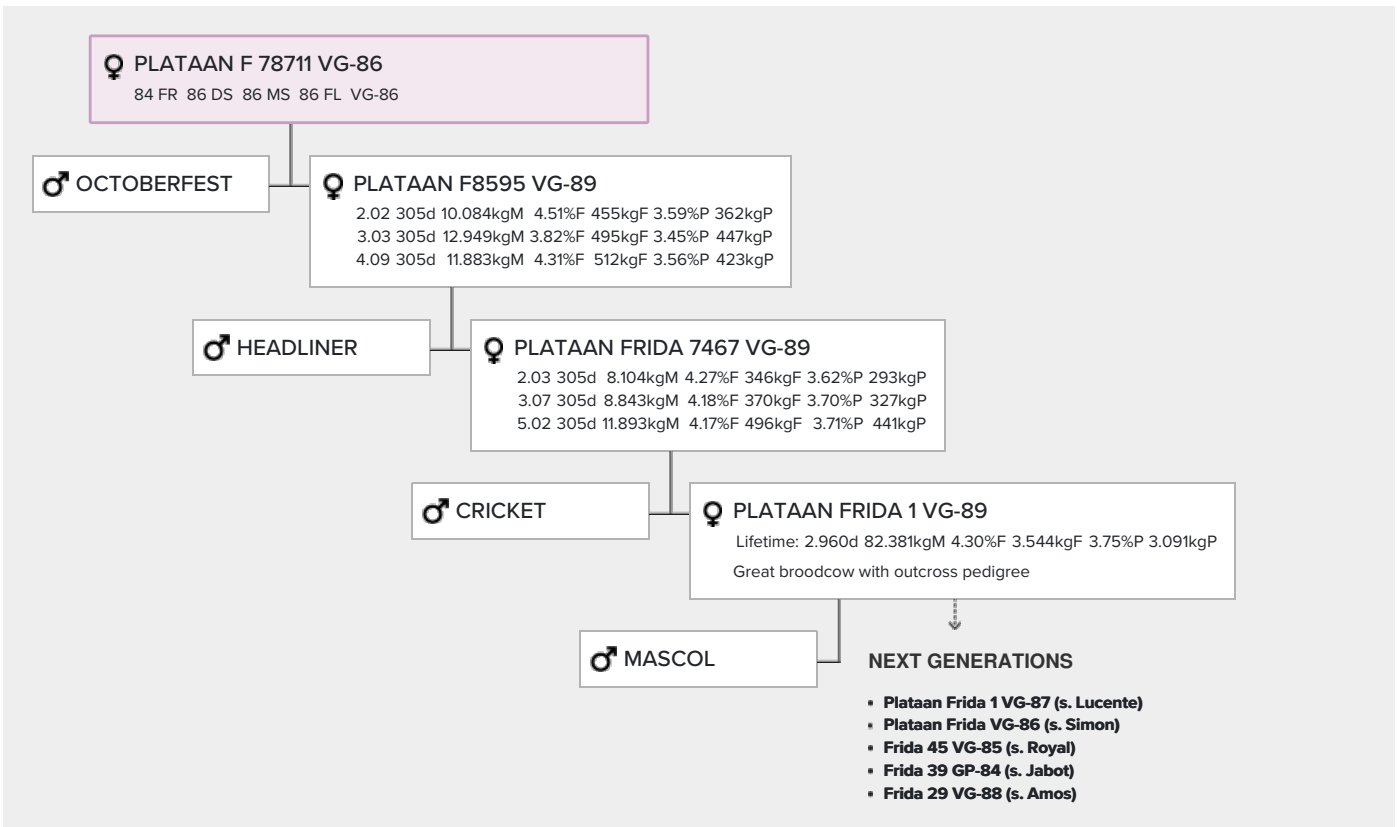 PLATAAN F 78711 VG-86
84 FR 86 DS 86 MS 86 FL VG-86
OCTOBERFEST
PLATAAN F8595 VG-89
2.02 305d 10.084kgM 4.51%F 455kgF 3.59%P 362kgP
3.03 305d 12.949kgM 3.82%F 495kgF 3.45%P 447kgP
4.09 305d 11.883kgM 4.31%F 512kgF 3.56%P 423kgP
HEADLINER
PLATAAN FRIDA 7467 VG-89
2.03 305d 8.104kgM 4.27%F 346kgF 3.62%P 293kgP
3.07 305d 8.843kgM 4.18%F 370kgF 3.70%P 327kgP
5.02 305d 11.893kgM 4.17%F 496kgF 3.71%P 441kgP
CRICKET
PLATAAN FRIDA 1 VG-89
Lifetime: 2.960d 82.381kgM 4.30%F 3.544kgF 3.75%P 3.091kgP
Great broodcow with outcross pedigree
MASCOL
NEXT GENERATIONS
• Plataan Frida 1 VG-87 (s. Lucente)
• Plataan Frida VG-86 (s. Simon)
• Frida 45 VG-85 (s. Royal)
• Frida 39 GP-84 (s. Jabot)
• Frida 29 VG-88 (s. Amos)